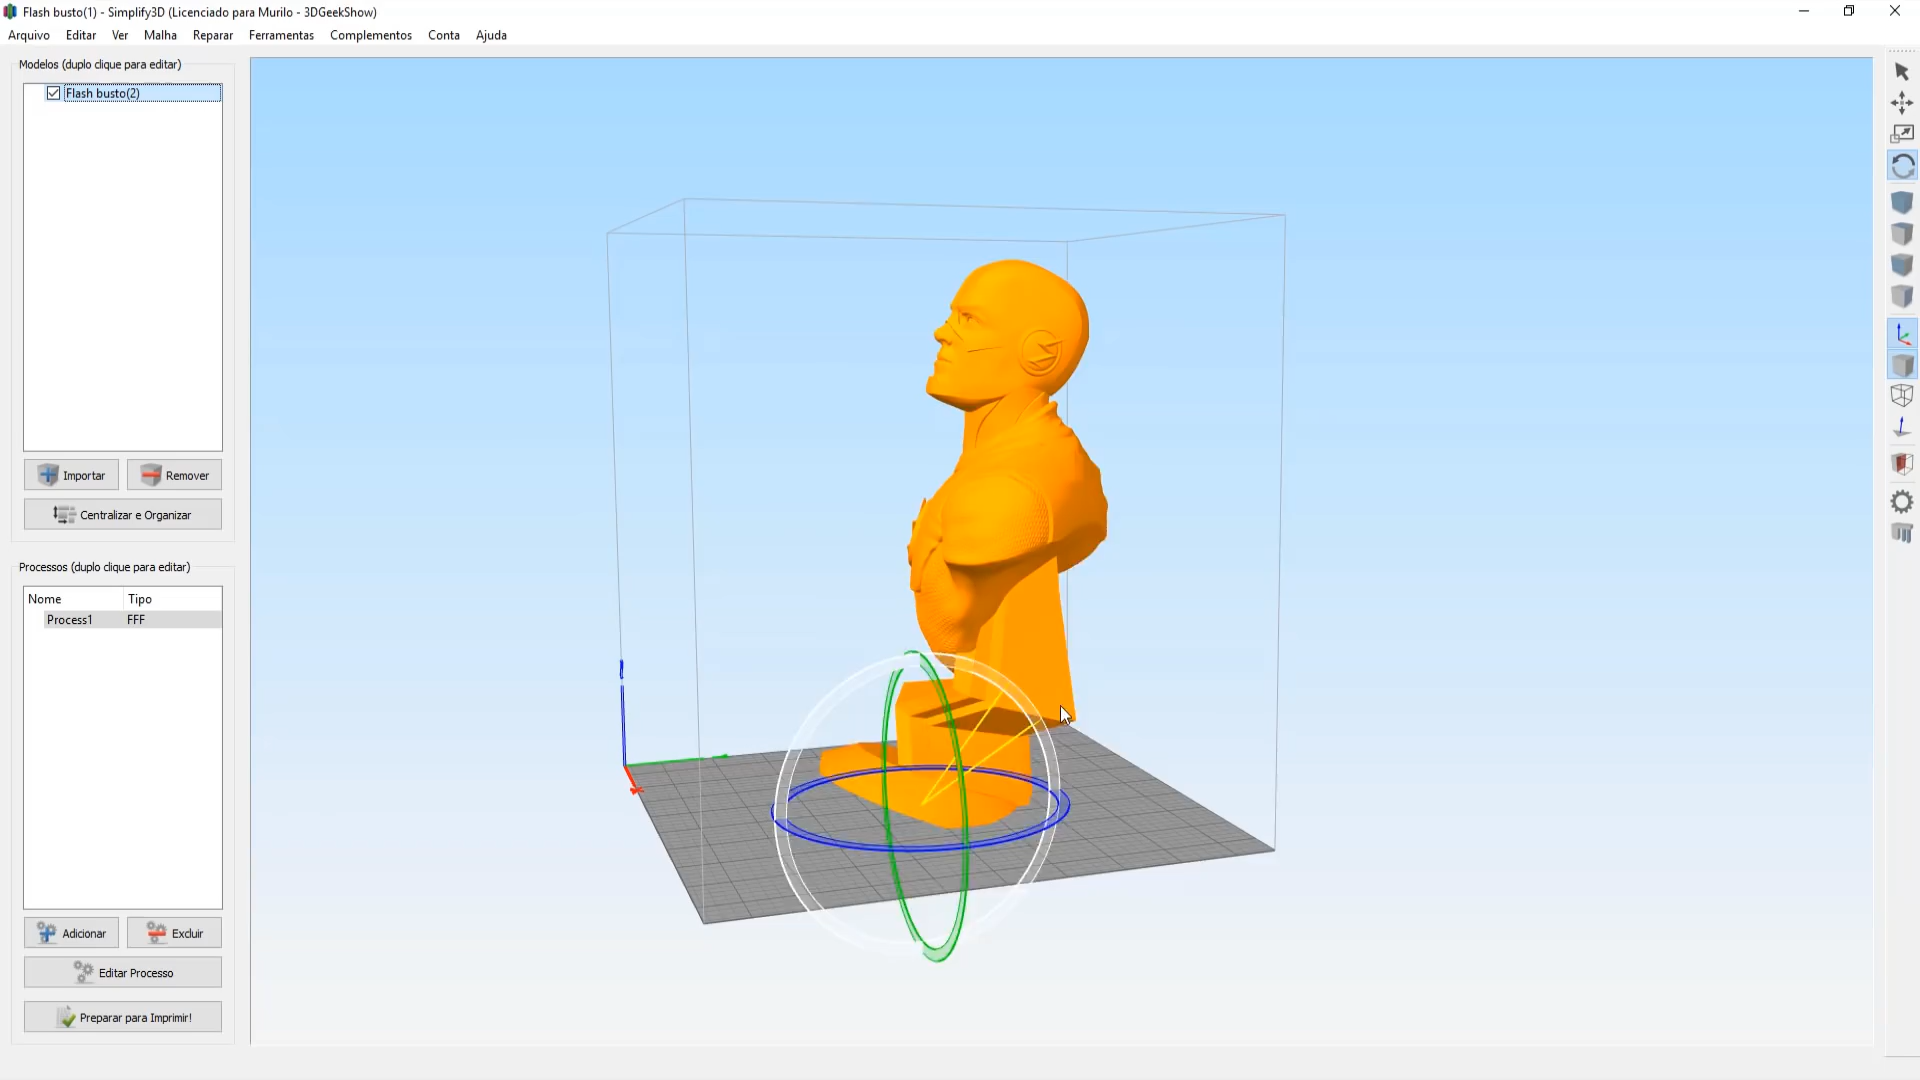 Flash busto(1) - Simplify3D (Licenciado para Murilo - 3DGeekShow)
Arquivo Editar Ver Malha Reparar Ferramentas Complementos Conta Ajuda
Modelos (duplo clique para editar)
Flash busto(2)
Importar Remover
Centralizar e Organizar
Processos (duplo clique para editar)
Nome Tipo
Process1 FFF
Adicionar Excluir
Editar Processo
Preparar para Imprimir!